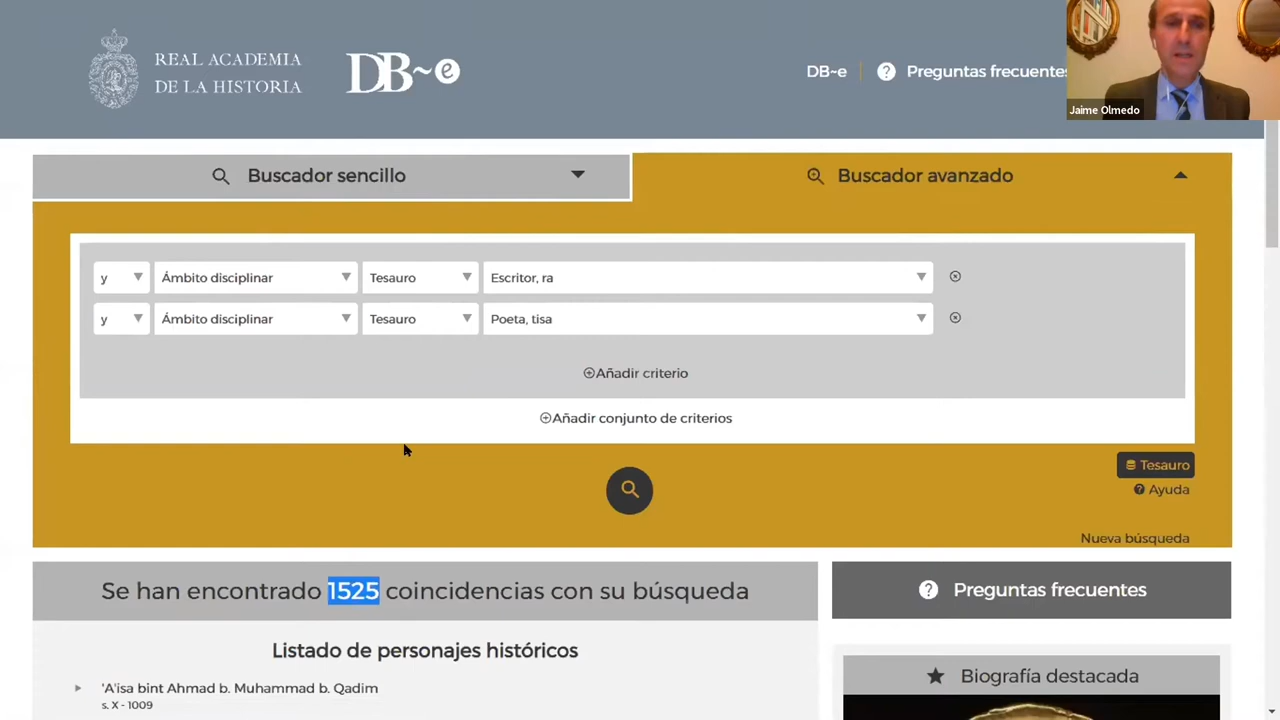 REAL ACADEMIA
DE LA HISTORIA
DB~e
DB~e
Preguntas frecuentes
Jaime Olmedo
Buscador sencillo
Buscador avanzado
y Ámbito disciplinar Tesauro Escritor, ra
y Ámbito disciplinar Tesauro Poeta, tisa
Añadir criterio
Añadir conjunto de criterios
Tesauro
Ayuda
Nueva búsqueda
Se han encontrado 1525 coincidencias con su búsqueda
Preguntas frecuentes
Listado de personajes históricos
Biografía destacada
'A'isa bint Ahmad b. Muhammad b. Qadim
s. X - 1009